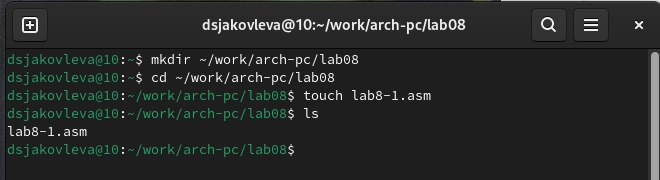 dsjakovleva@10:~/work/arch-pc/lab08
dsjakovleva@10:~$ mkdir ~/work/arch-pc/lab08
dsjakovleva@10:~$ cd ~/work/arch-pc/lab08
dsjakovleva@10:~/work/arch-pc/lab08$ touch lab8-1.asm
dsjakovleva@10:~/work/arch-pc/lab08$ ls
lab8-1.asm
dsjakovleva@10:~/work/arch-pc/lab08$